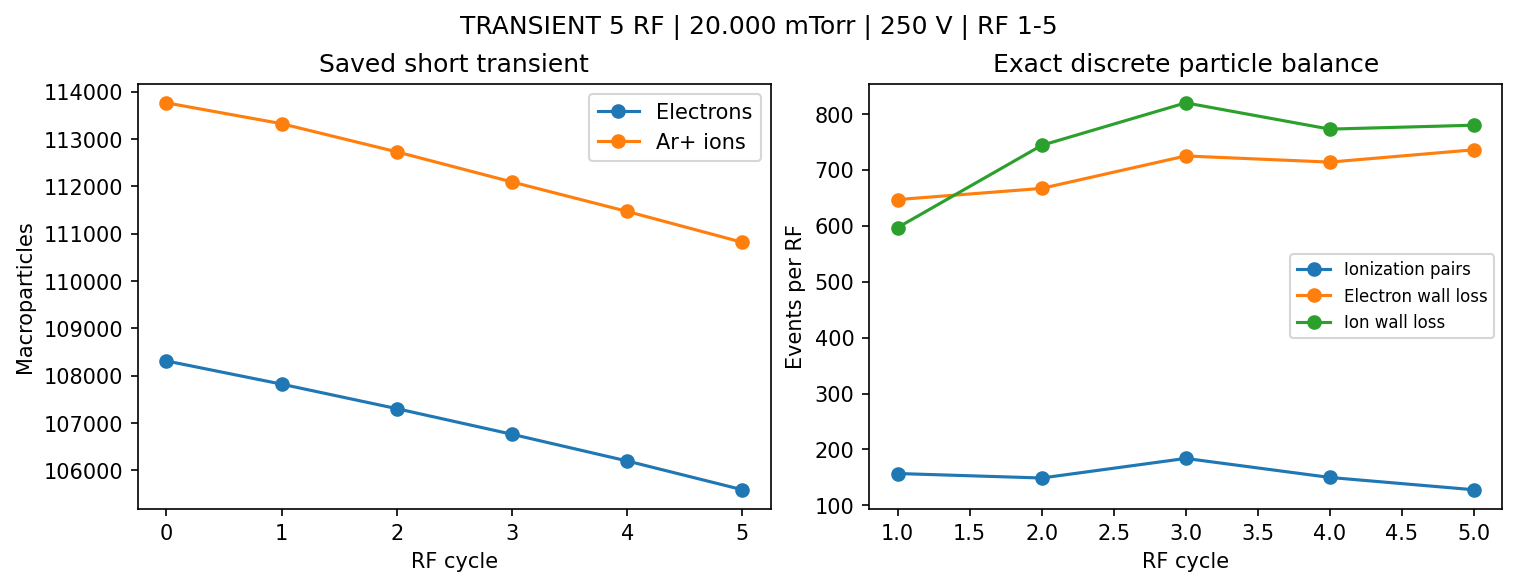 TRANSIENT 5 RF | 20.000 mTorr | 250 V | RF 1-5
Saved short transient
Macroparticles
114000
113000
112000
111000
110000
109000
108000
107000
106000
Electrons
Ar+ ions
0 1 2 3 4 5
RF cycle
Exact discrete particle balance
Events per RF
800
700
600
500
400
300
200
100
Ionization pairs
Electron wall loss
Ion wall loss
1.0 1.5 2.0 2.5 3.0 3.5 4.0 4.5 5.0
RF cycle